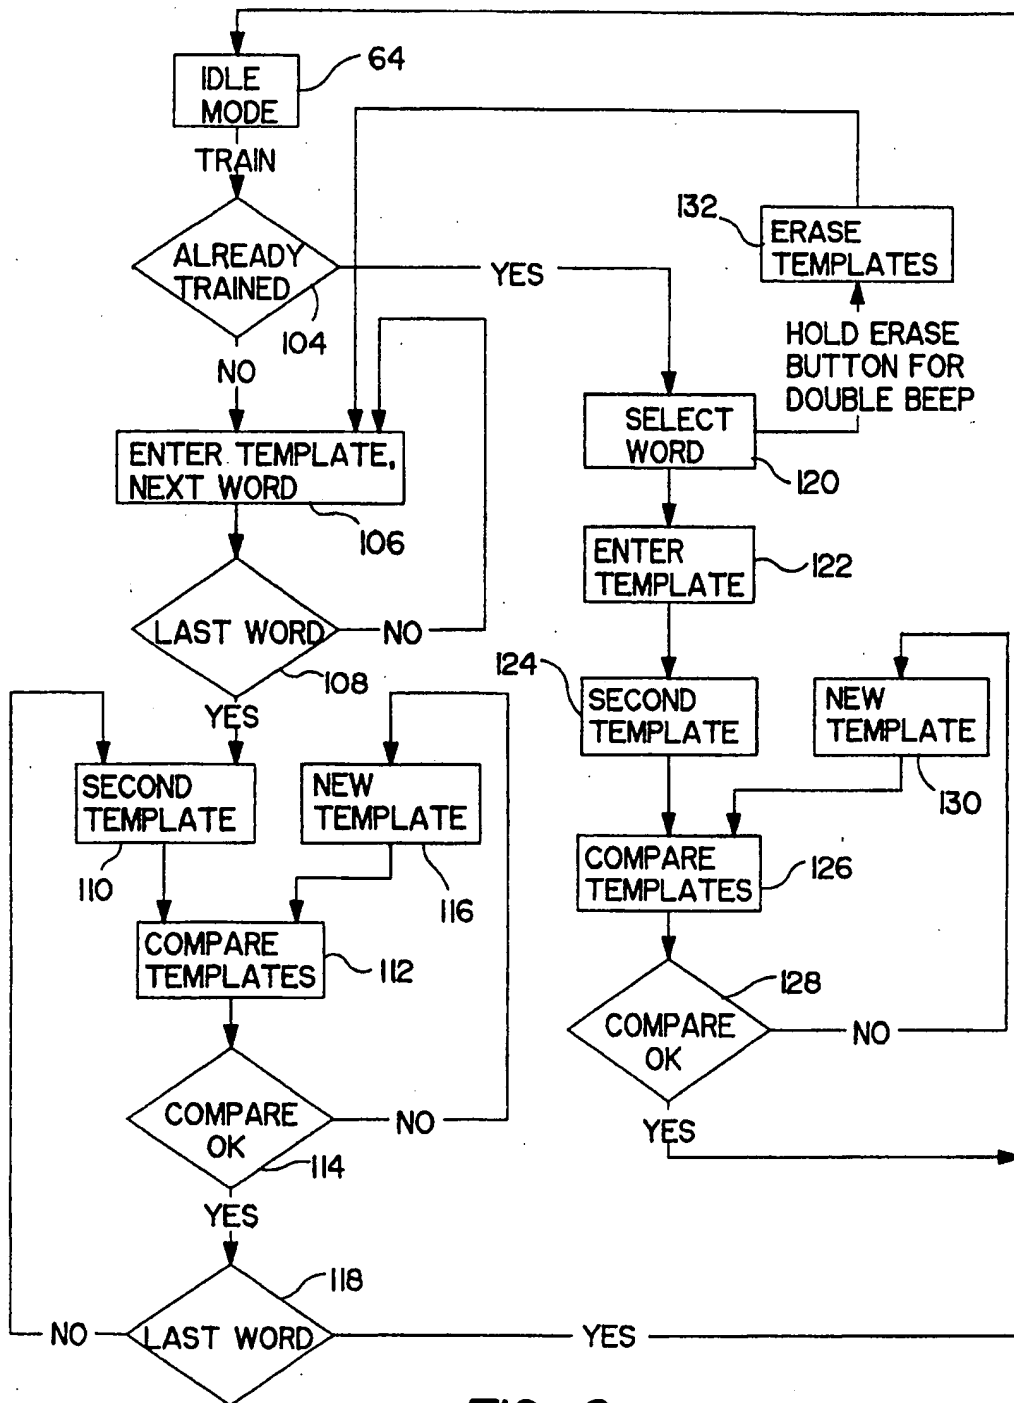 IDLE
MODE
64
TRAIN
ALREADY
TRAINED
104
YES
NO
132
ERASE
TEMPLATES
HOLD ERASE
BUTTON FOR
DOUBLE BEEP
ENTER TEMPLATE,
NEXT WORD
106
SELECT
WORD
120
ENTER
TEMPLATE
122
LAST WORD
NO
108
YES
124
SECOND
TEMPLATE
NEW
TEMPLATE
130
SECOND
TEMPLATE
110
NEW
TEMPLATE
116
COMPARE
TEMPLATES
126
COMPARE
TEMPLATES
112
128
COMPARE
OK
NO
YES
COMPARE
OK
NO
114
YES
118
LAST WORD
NO
YES